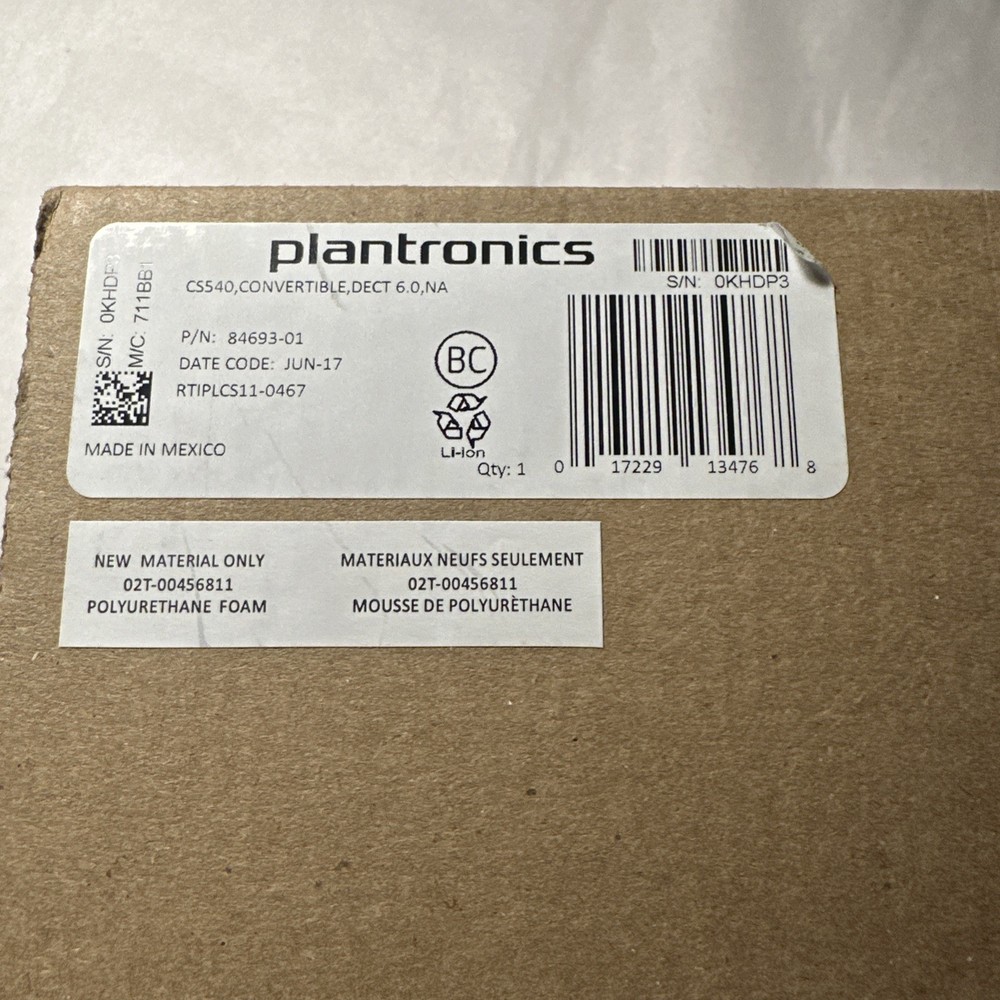 plantronics
CS540,CONVERTIBLE,DECT 6.0,NA
S/N: 0KHDP3
S/N: 0KHDP3
M/C: 711BB1
P/N: 84693-01
DATE CODE: JUN-17
RTIPLCS11-0467
BC
Li-Ion
MADE IN MEXICO
Qty: 1
0 17229 13476 8
NEW MATERIAL ONLY
02T-00456811
POLYURETHANE FOAM
MATERIAUX NEUFS SEULEMENT
02T-00456811
MOUSSE DE POLYURÈTHANE